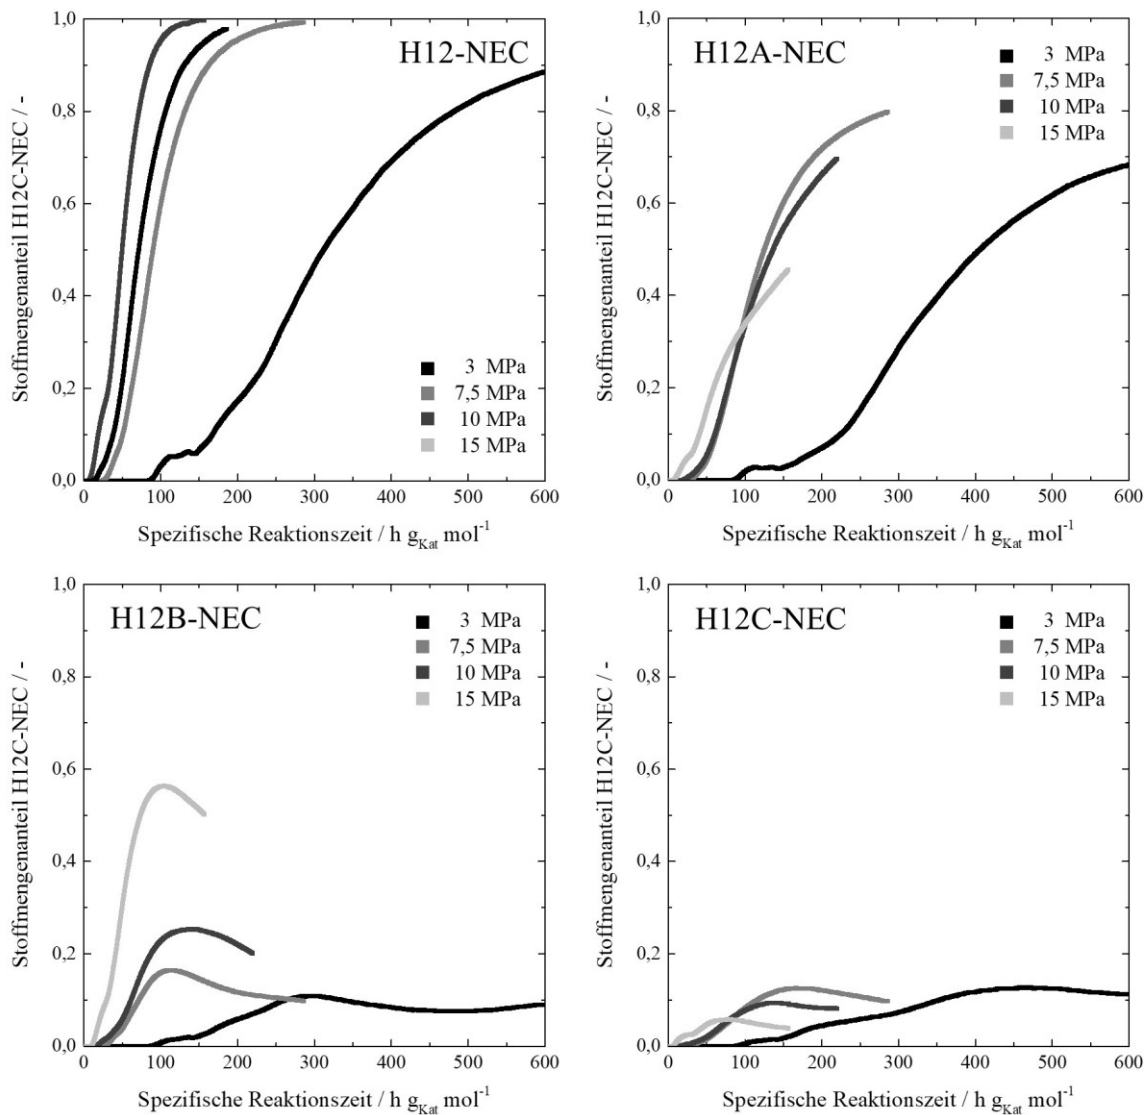 H12-NEC
Stoffmengenanteil H12C-NEC / -
1,0
0,8
0,6
0,4
0,2
0,0
3 MPa
7,5 MPa
10 MPa
15 MPa
0 100 200 300 400 500 600
Spezifische Reaktionszeit / h g_Kat mol^-1
H12A-NEC
Stoffmengenanteil H12C-NEC / -
1,0
0,8
0,6
0,4
0,2
0,0
3 MPa
7,5 MPa
10 MPa
15 MPa
0 100 200 300 400 500 600
Spezifische Reaktionszeit / h g_Kat mol^-1
H12B-NEC
Stoffmengenanteil H12C-NEC / -
1,0
0,8
0,6
0,4
0,2
0,0
3 MPa
7,5 MPa
10 MPa
15 MPa
0 100 200 300 400 500 600
Spezifische Reaktionszeit / h g_Kat mol^-1
H12C-NEC
Stoffmengenanteil H12C-NEC / -
1,0
0,8
0,6
0,4
0,2
0,0
3 MPa
7,5 MPa
10 MPa
15 MPa
0 100 200 300 400 500 600
Spezifische Reaktionszeit / h g_Kat mol^-1